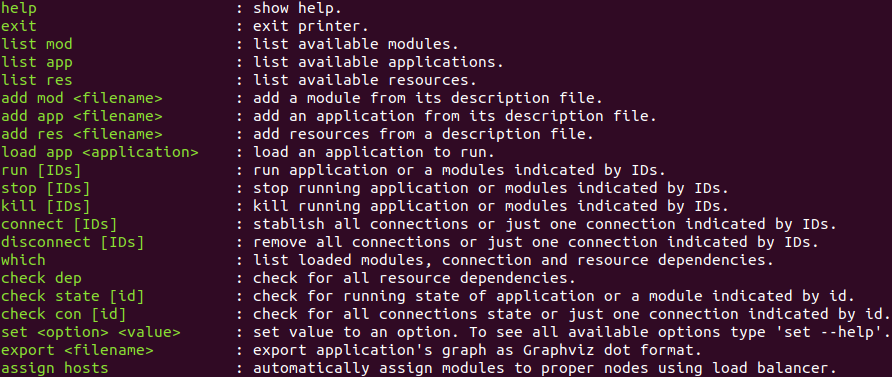 help : show help.
exit : exit printer.
list mod : list available modules.
list app : list available applications.
list res : list available resources.
add mod <filename> : add a module from its description file.
add app <filename> : add an application from its description file.
add res <filename> : add resources from a description file.
load app <application> : load an application to run.
run [IDs] : run application or a modules indicated by IDs.
stop [IDs] : stop running application or modules indicated by IDs.
kill [IDs] : kill running application or modules indicated by IDs.
connect [IDs] : stablish all connections or just one connection indicated by IDs.
disconnect [IDs] : remove all connections or just one connection indicated by IDs.
which : list loaded modules, connection and resource dependencies.
check dep : check for all resource dependencies.
check state [id] : check for running state of application or a module indicated by id.
check con [id] : check for all connections state or just one connection indicated by id.
set <option> <value> : set value to an option. To see all available options type 'set --help'.
export <filename> : export application's graph as Graphviz dot format.
assign hosts : automatically assign modules to proper nodes using load balancer.